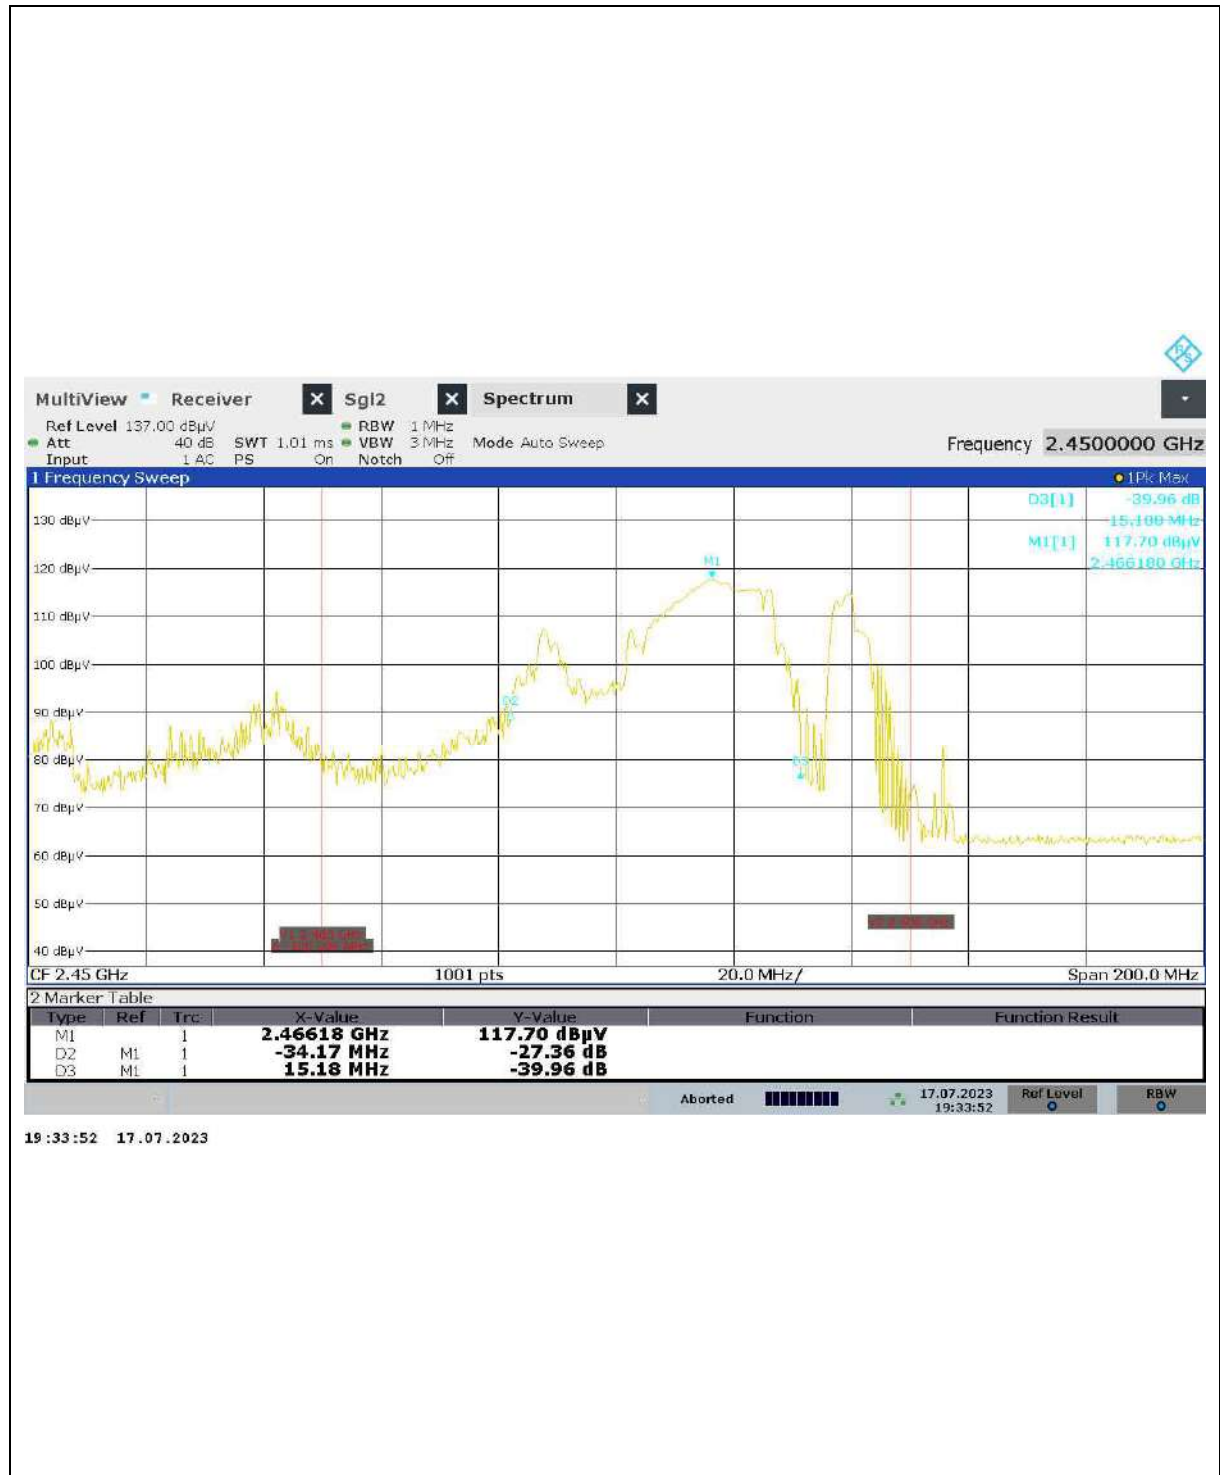 MultiView Receiver Sgl2 Spectrum
Ref Level 137.00 dBµV RBW 1 MHz
Att 40 dB SWT 1.01 ms VBW 3 MHz Mode Auto Sweep Frequency 2.4500000 GHz
Input 1 AC PS On Notch Off
1 Frequency Sweep 1Pk Max
D3[1] -39.96 dB
15.180 MHz
130 dBµV
M1[1] 117.70 dBµV
2.466180 GHz
M1
120 dBµV
110 dBµV
100 dBµV
D2
90 dBµV
80 dBµV
D3
70 dBµV
60 dBµV
50 dBµV
40 dBµV
CF 2.45 GHz 1001 pts 20.0 MHz/ Span 200.0 MHz
2 Marker Table
Type Ref Trc X-Value Y-Value Function Function Result
M1 1 2.46618 GHz 117.70 dBµV
D2 M1 1 -34.17 MHz -27.36 dB
D3 M1 1 15.18 MHz -39.96 dB
Aborted 17.07.2023 Ref Level RBW
19:33:52
19:33:52 17.07.2023